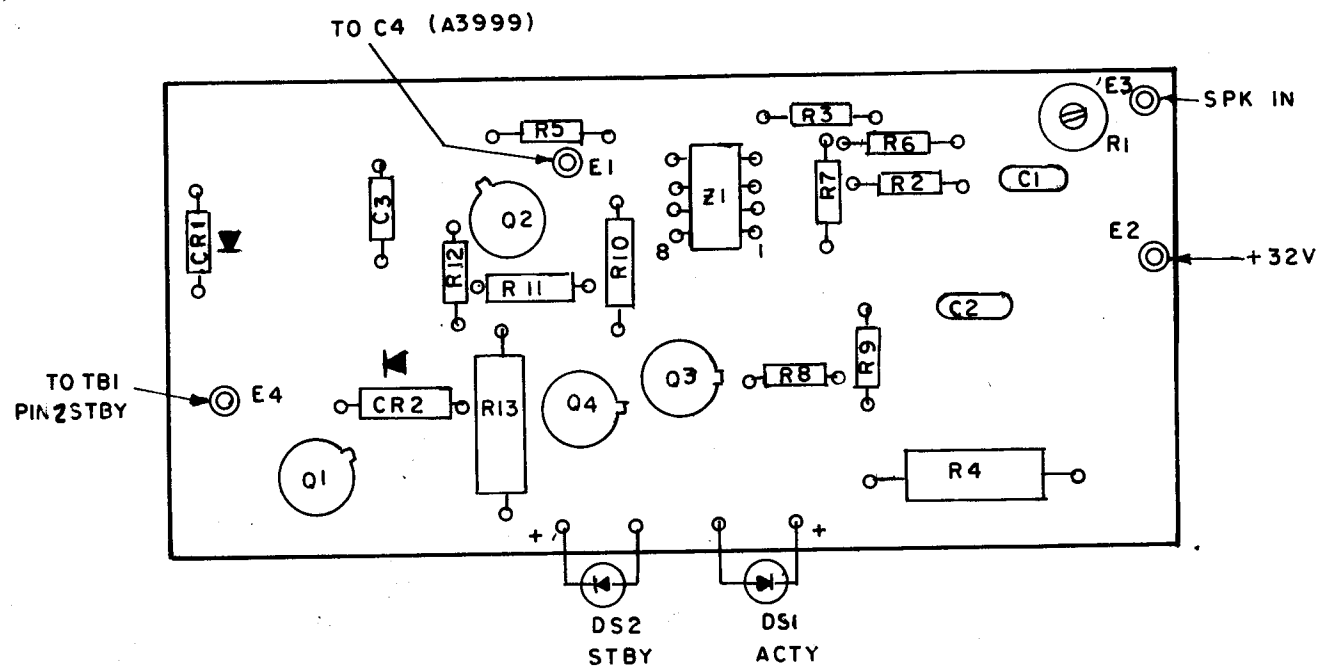 TO C4 (A3999)
E3
SPK IN
R3
R5
R6
R1
E1
R7
R2
C1
Z1
C3
Q2
CR1
R10
R12
8
1
E2
+32V
R11
C2
R9
TO TB1
PIN 2 STBY
E4
CR2
R13
Q4
Q3
R8
Q1
R4
+
+
DS2
STBY
DS1
ACTY